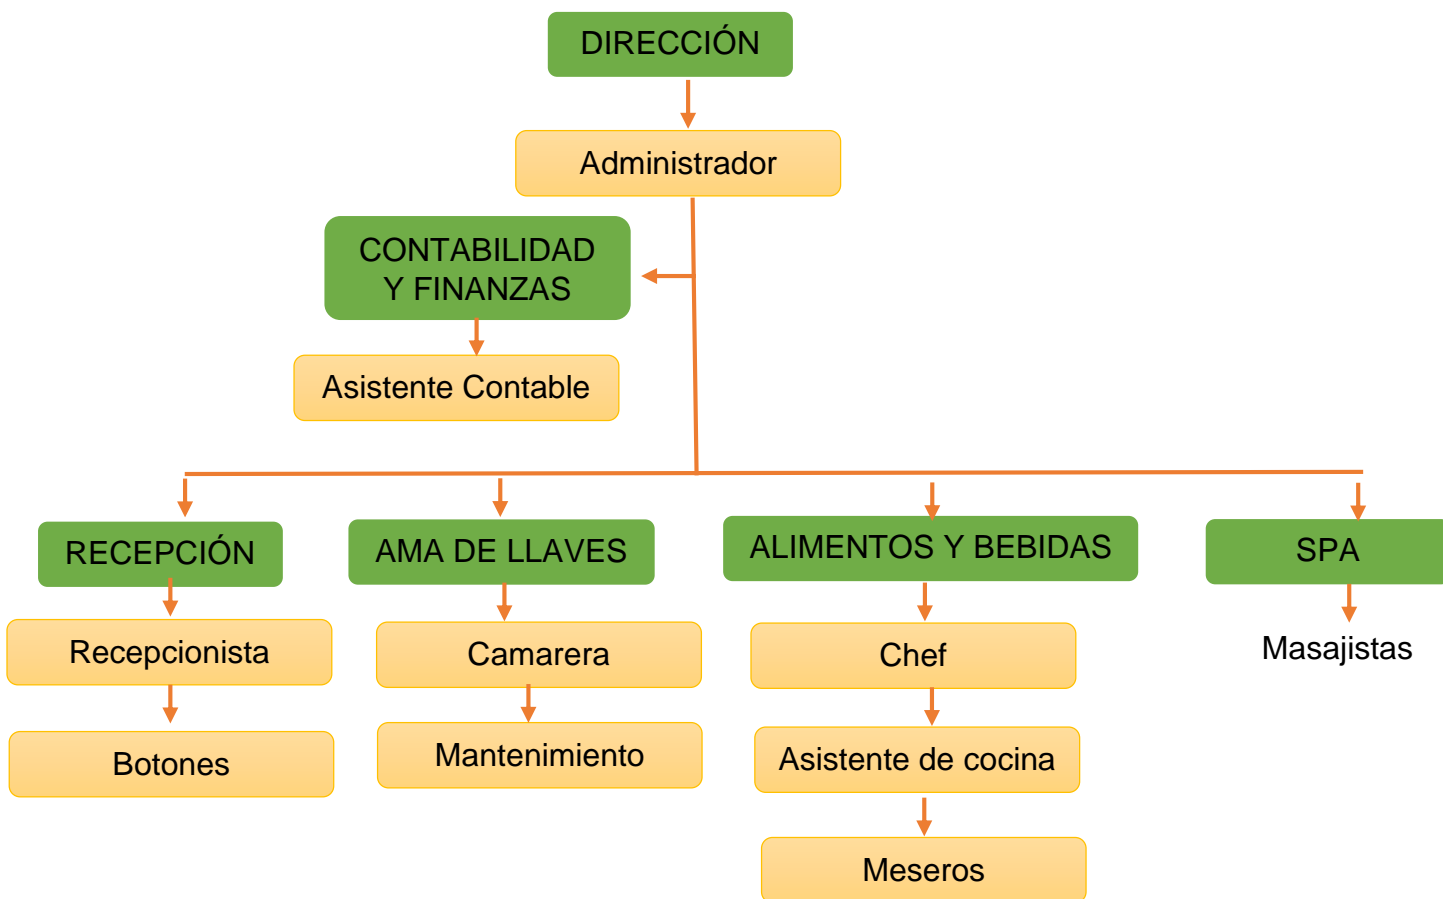 DIRECCIÓN
Administrador
CONTABILIDAD
Y FINANZAS
Asistente Contable
RECEPCIÓN
AMA DE LLAVES
ALIMENTOS Y BEBIDAS
SPA
Recepcionista
Camarera
Chef
Masajistas
Botones
Mantenimiento
Asistente de cocina
Meseros